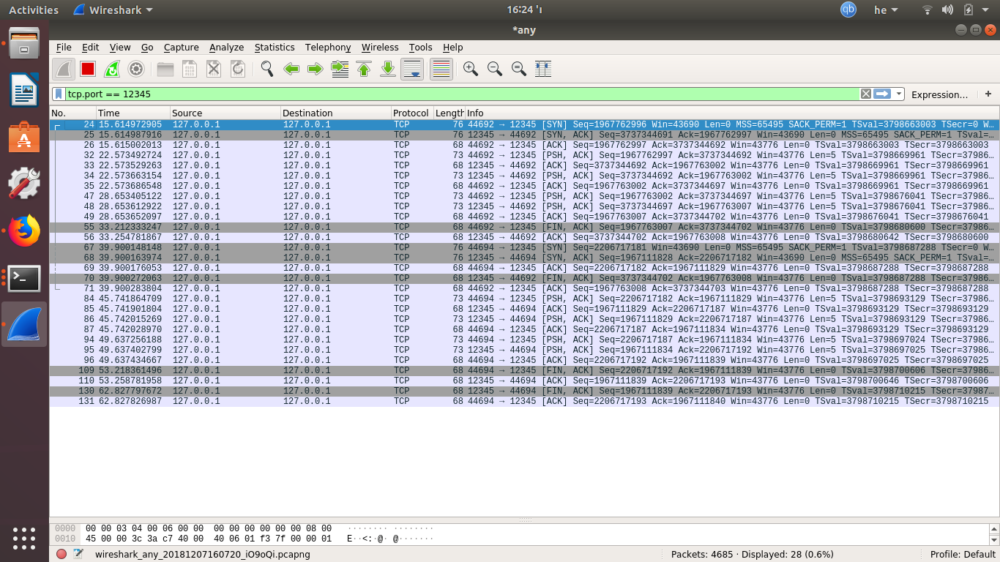 Activities Wireshark 16:24 'ו qb he
*any
File Edit View Go Capture Analyze Statistics Telephony Wireless Tools Help
tcp.port == 12345 Expression… +
No. Time Source Destination Protocol Length Info
24 15.614972905 127.0.0.1 127.0.0.1 TCP 76 44692 → 12345 [SYN] Seq=1967762996 Win=43690 Len=0 MSS=65495 SACK_PERM=1 TSval=3798663003 TSecr=0 W…
25 15.614987916 127.0.0.1 127.0.0.1 TCP 76 12345 → 44692 [SYN, ACK] Seq=3737344691 Ack=1967762997 Win=43690 Len=0 MSS=65495 SACK_PERM=1 TSval=…
26 15.615002013 127.0.0.1 127.0.0.1 TCP 68 44692 → 12345 [ACK] Seq=1967762997 Ack=3737344692 Win=43776 Len=0 TSval=3798663003 TSecr=3798663003
32 22.573492724 127.0.0.1 127.0.0.1 TCP 73 44692 → 12345 [PSH, ACK] Seq=1967762997 Ack=3737344692 Win=43776 Len=5 TSval=3798669961 TSecr=37986…
33 22.573529263 127.0.0.1 127.0.0.1 TCP 68 12345 → 44692 [ACK] Seq=3737344692 Ack=1967763002 Win=43776 Len=0 TSval=3798669961 TSecr=3798669961
34 22.573663154 127.0.0.1 127.0.0.1 TCP 73 12345 → 44692 [PSH, ACK] Seq=3737344692 Ack=1967763002 Win=43776 Len=5 TSval=3798669961 TSecr=37986…
35 22.573686548 127.0.0.1 127.0.0.1 TCP 68 44692 → 12345 [ACK] Seq=1967763002 Ack=3737344697 Win=43776 Len=0 TSval=3798669961 TSecr=3798669961
47 28.653405122 127.0.0.1 127.0.0.1 TCP 73 44692 → 12345 [PSH, ACK] Seq=1967763002 Ack=3737344697 Win=43776 Len=5 TSval=3798676041 TSecr=37986…
48 28.653612922 127.0.0.1 127.0.0.1 TCP 73 12345 → 44692 [PSH, ACK] Seq=3737344697 Ack=1967763007 Win=43776 Len=5 TSval=3798676041 TSecr=37986…
49 28.653652097 127.0.0.1 127.0.0.1 TCP 68 44692 → 12345 [ACK] Seq=1967763007 Ack=3737344702 Win=43776 Len=0 TSval=3798676041 TSecr=3798676041
55 33.212333247 127.0.0.1 127.0.0.1 TCP 68 44692 → 12345 [FIN, ACK] Seq=1967763007 Ack=3737344702 Win=43776 Len=0 TSval=3798680600 TSecr=37986…
56 33.254781867 127.0.0.1 127.0.0.1 TCP 68 12345 → 44692 [ACK] Seq=3737344702 Ack=1967763008 Win=43776 Len=0 TSval=3798680642 TSecr=3798680600
67 39.900148148 127.0.0.1 127.0.0.1 TCP 76 44694 → 12345 [SYN] Seq=2206717181 Win=43690 Len=0 MSS=65495 SACK_PERM=1 TSval=3798687288 TSecr=0 W…
68 39.900163974 127.0.0.1 127.0.0.1 TCP 76 12345 → 44694 [SYN, ACK] Seq=1967111828 Ack=2206717182 Win=43690 Len=0 MSS=65495 SACK_PERM=1 TSval=…
69 39.900176053 127.0.0.1 127.0.0.1 TCP 68 44694 → 12345 [ACK] Seq=2206717182 Ack=1967111829 Win=43776 Len=0 TSval=3798687288 TSecr=3798687288
70 39.900272063 127.0.0.1 127.0.0.1 TCP 68 12345 → 44692 [FIN, ACK] Seq=3737344702 Ack=1967763008 Win=43776 Len=0 TSval=3798687288 TSecr=37986…
71 39.900283804 127.0.0.1 127.0.0.1 TCP 68 44692 → 12345 [ACK] Seq=1967763008 Ack=3737344703 Win=43776 Len=0 TSval=3798687288 TSecr=3798687288
84 45.741864709 127.0.0.1 127.0.0.1 TCP 73 44694 → 12345 [PSH, ACK] Seq=2206717182 Ack=1967111829 Win=43776 Len=5 TSval=3798693129 TSecr=37986…
85 45.741901804 127.0.0.1 127.0.0.1 TCP 68 12345 → 44694 [ACK] Seq=1967111829 Ack=2206717187 Win=43776 Len=0 TSval=3798693129 TSecr=3798693129
86 45.742015269 127.0.0.1 127.0.0.1 TCP 73 12345 → 44694 [PSH, ACK] Seq=1967111829 Ack=2206717187 Win=43776 Len=5 TSval=3798693129 TSecr=37986…
87 45.742028970 127.0.0.1 127.0.0.1 TCP 68 44694 → 12345 [ACK] Seq=2206717187 Ack=1967111834 Win=43776 Len=0 TSval=3798693129 TSecr=3798693129
94 49.637256188 127.0.0.1 127.0.0.1 TCP 73 44694 → 12345 [PSH, ACK] Seq=2206717187 Ack=1967111834 Win=43776 Len=5 TSval=3798697024 TSecr=37986…
95 49.637402799 127.0.0.1 127.0.0.1 TCP 73 12345 → 44694 [PSH, ACK] Seq=1967111834 Ack=2206717192 Win=43776 Len=5 TSval=3798697025 TSecr=37986…
96 49.637434667 127.0.0.1 127.0.0.1 TCP 68 44694 → 12345 [ACK] Seq=2206717192 Ack=1967111839 Win=43776 Len=0 TSval=3798697025 TSecr=3798697025
109 53.218361496 127.0.0.1 127.0.0.1 TCP 68 44694 → 12345 [FIN, ACK] Seq=2206717192 Ack=1967111839 Win=43776 Len=0 TSval=3798700606 TSecr=37986…
110 53.258781958 127.0.0.1 127.0.0.1 TCP 68 12345 → 44694 [ACK] Seq=1967111839 Ack=2206717193 Win=43776 Len=0 TSval=3798700646 TSecr=3798700606
130 62.827797672 127.0.0.1 127.0.0.1 TCP 68 12345 → 44694 [FIN, ACK] Seq=1967111839 Ack=2206717193 Win=43776 Len=0 TSval=3798710215 TSecr=37987…
131 62.827826987 127.0.0.1 127.0.0.1 TCP 68 44694 → 12345 [ACK] Seq=2206717193 Ack=1967111840 Win=43776 Len=0 TSval=3798710215 TSecr=3798710215
0000 00 00 03 04 00 06 00 00 00 00 00 00 00 00 08 00 ········ ········
0010 45 00 00 3c 3a c7 40 00 40 06 01 f3 7f 00 00 01 E··<:·@· @·······
wireshark_any_20181207160720_iO9oQi.pcapng Packets: 4685 · Displayed: 28 (0.6%) Profile: Default